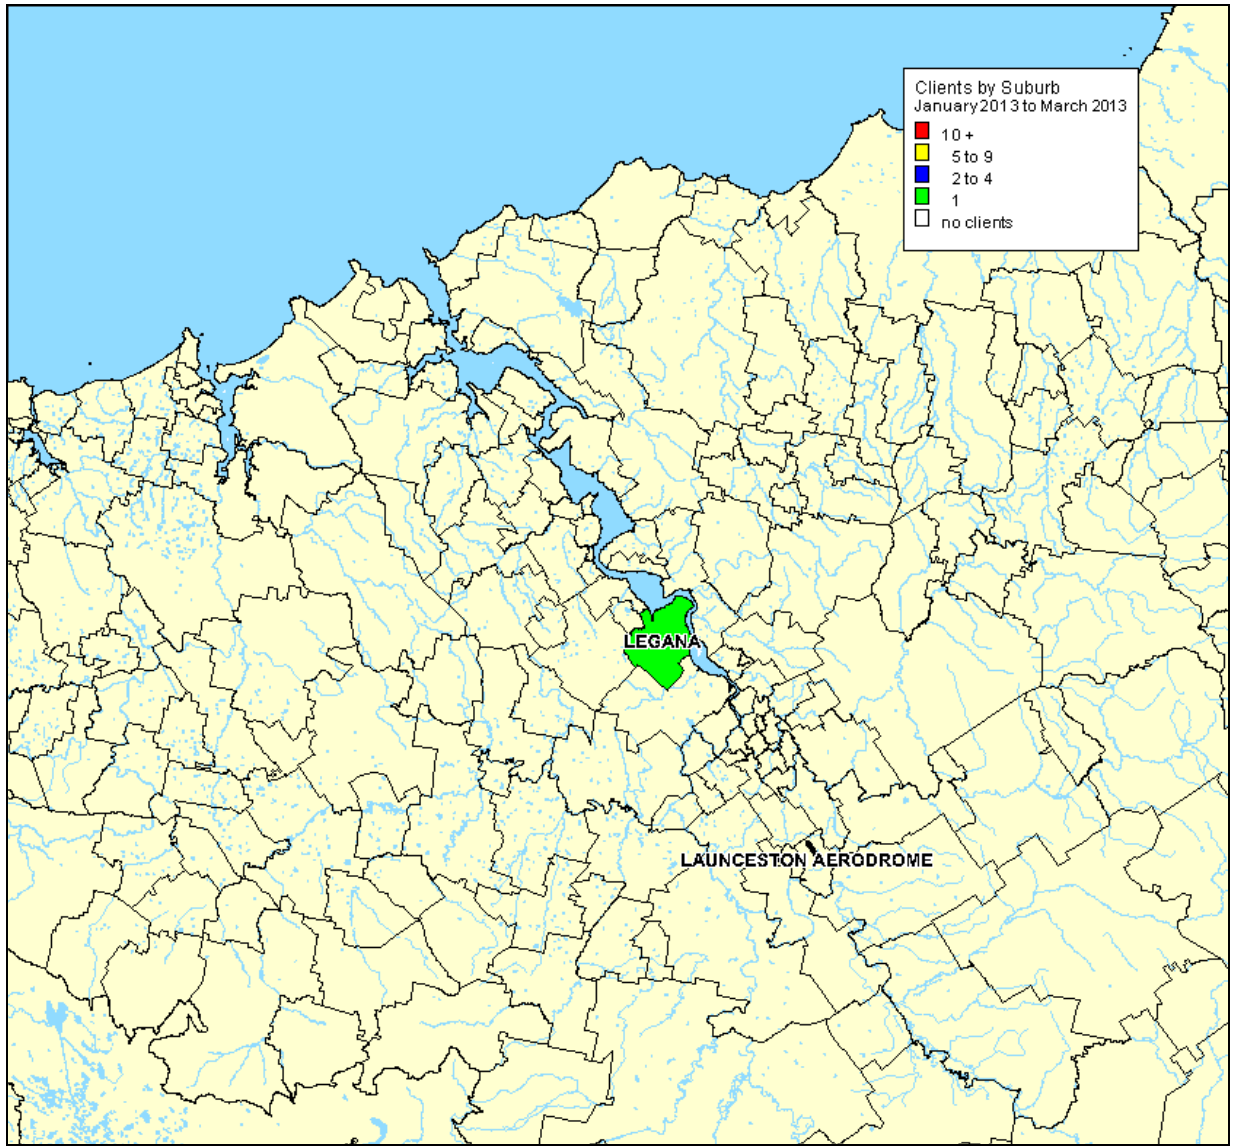 Clients by Suburb
January 2013 to March 2013
10 +
5 to 9
2 to 4
1
no clients
LEGANA
LAUNCESTON AERODROME